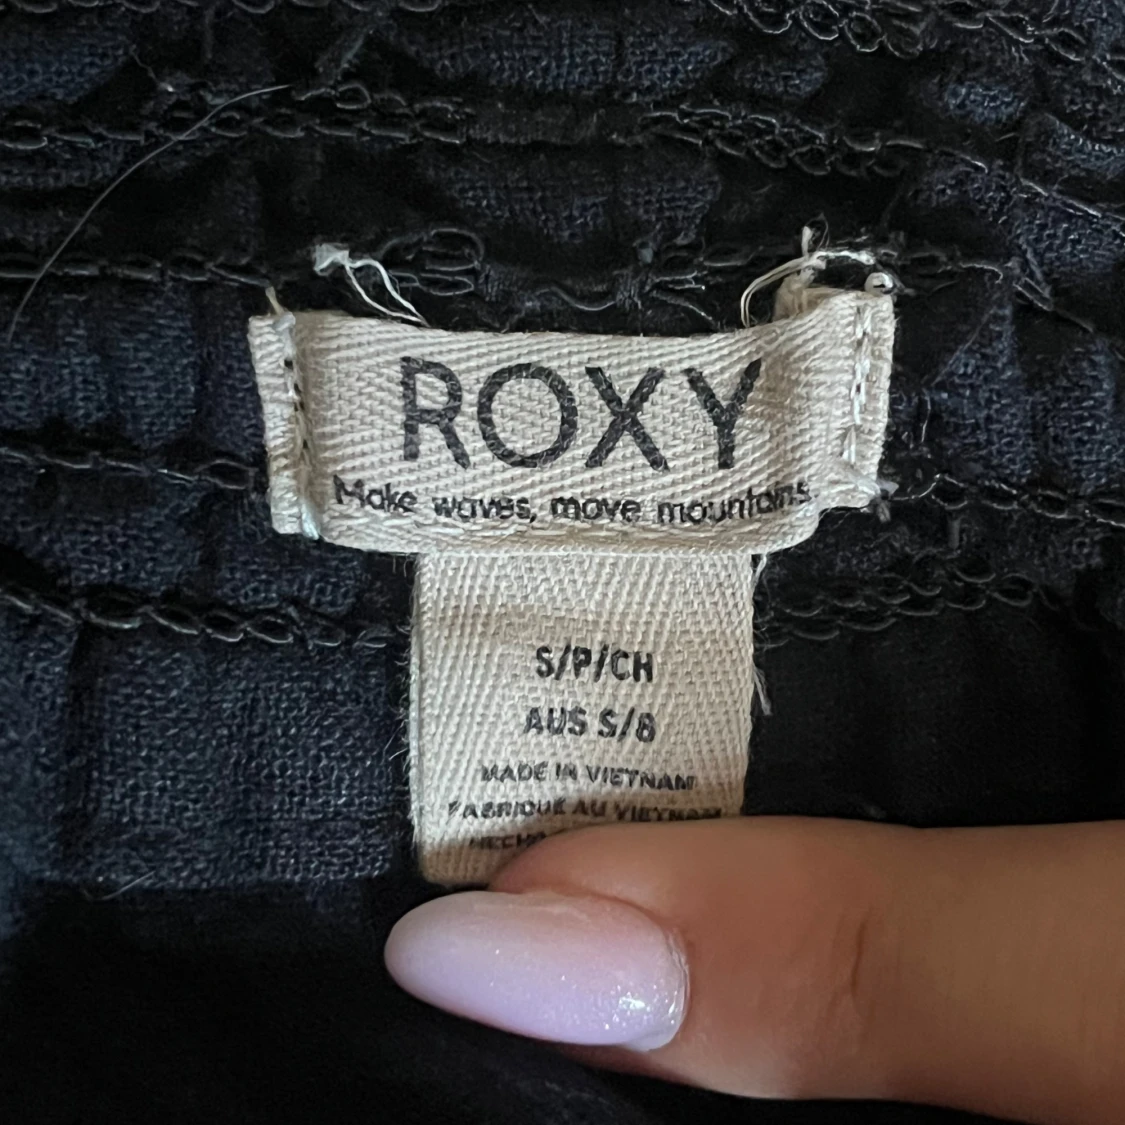 ROXY
Make waves, move mountains.
S/P/CH
AUS S/8
MADE IN VIETNAM
FABRIQUÉ AU VIETNAM